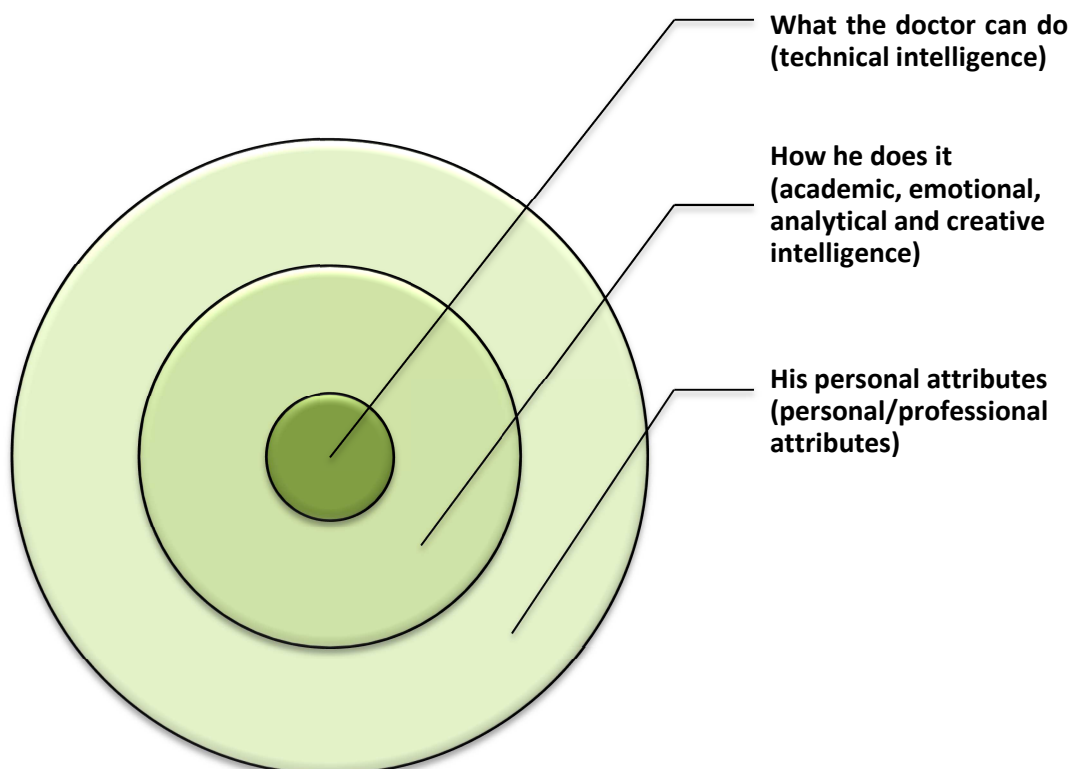 What the doctor can do
(technical intelligence)
How he does it
(academic, emotional,
analytical and creative
intelligence)
His personal attributes
(personal/professional
attributes)